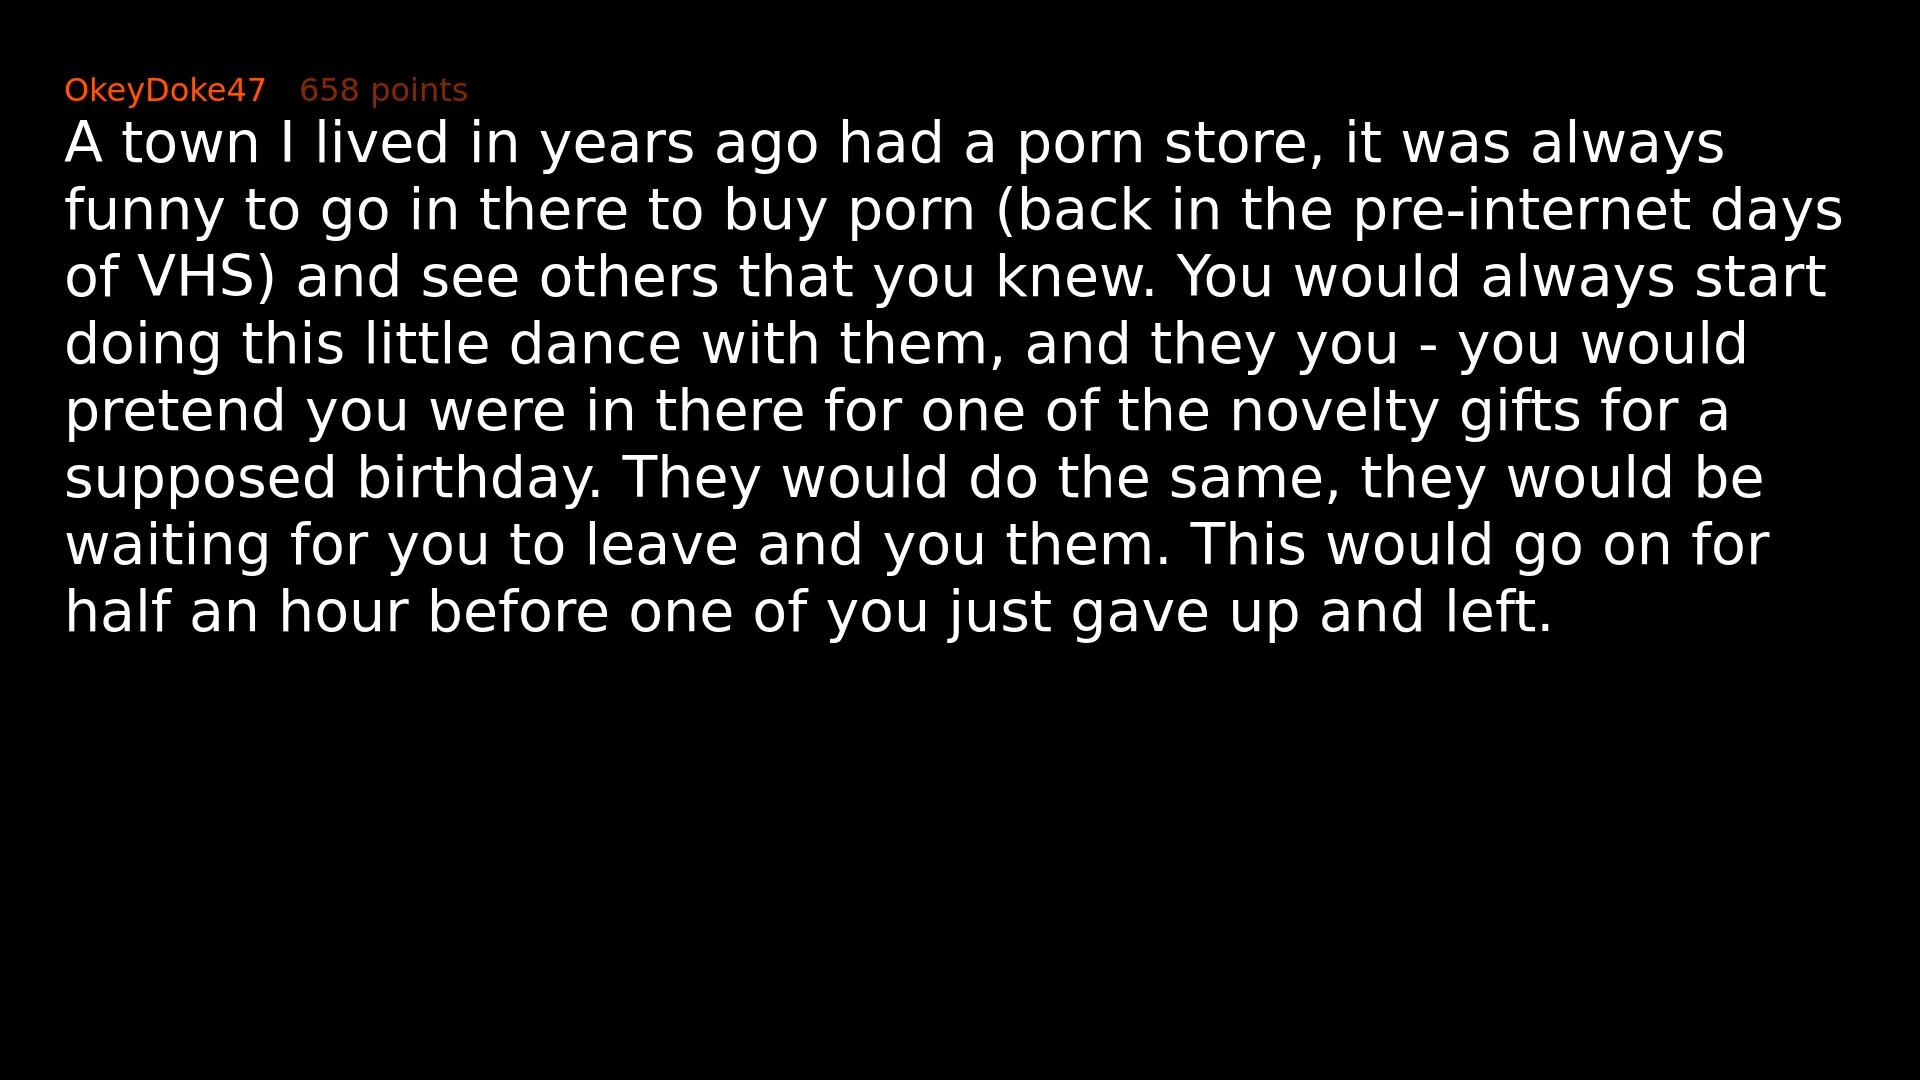 OkeyDoke47 658 points
A town I lived in years ago had a porn store, it was always
funny to go in there to buy porn (back in the pre-internet days
of VHS) and see others that you knew. You would always start
doing this little dance with them, and they you - you would
pretend you were in there for one of the novelty gifts for a
supposed birthday. They would do the same, they would be
waiting for you to leave and you them. This would go on for
half an hour before one of you just gave up and left.